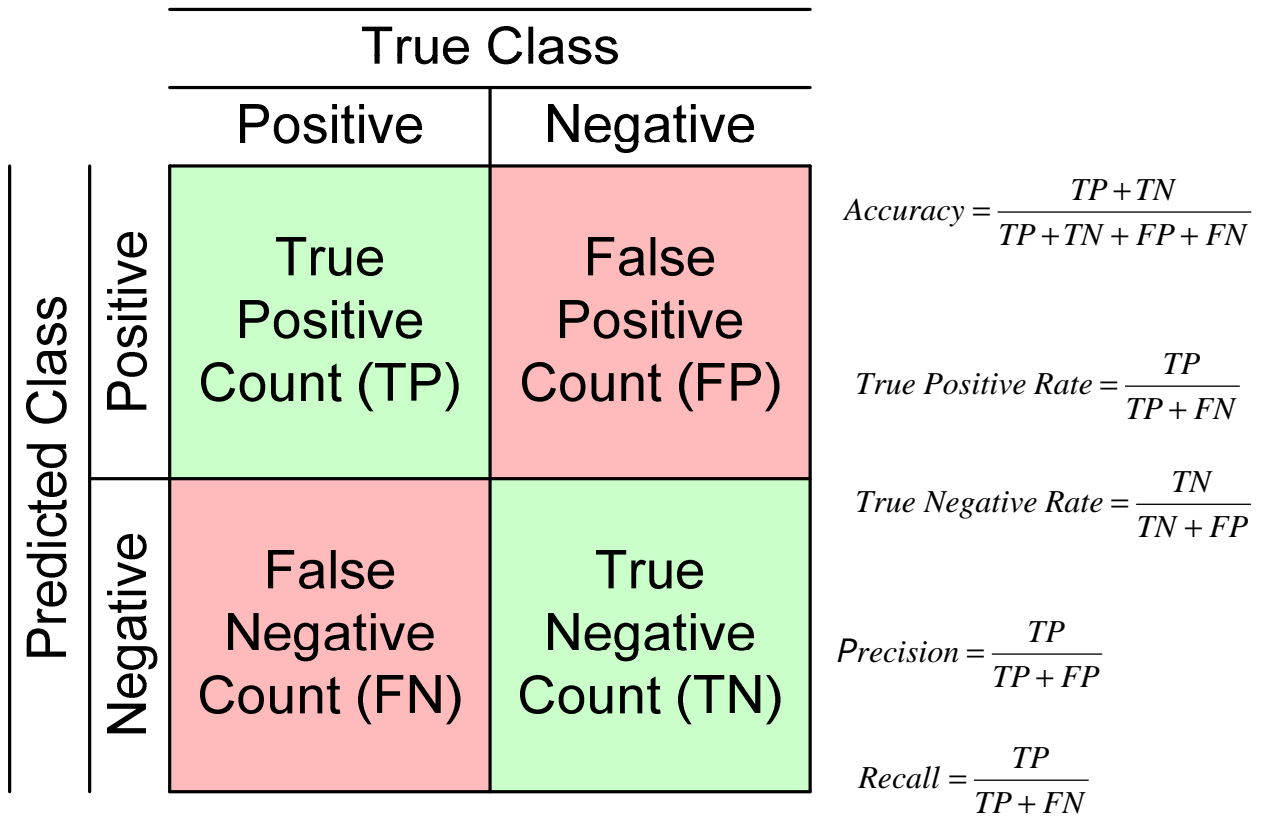 True Class
Positive Negative
Predicted Class
Positive
True
Positive
Count (TP)
False
Positive
Count (FP)
Negative
False
Negative
Count (FN)
True
Negative
Count (TN)
Accuracy = (TP + TN) / (TP + TN + FP + FN)
True Positive Rate = TP / (TP + FN)
True Negative Rate = TN / (TN + FP)
Precision = TP / (TP + FP)
Recall = TP / (TP + FN)